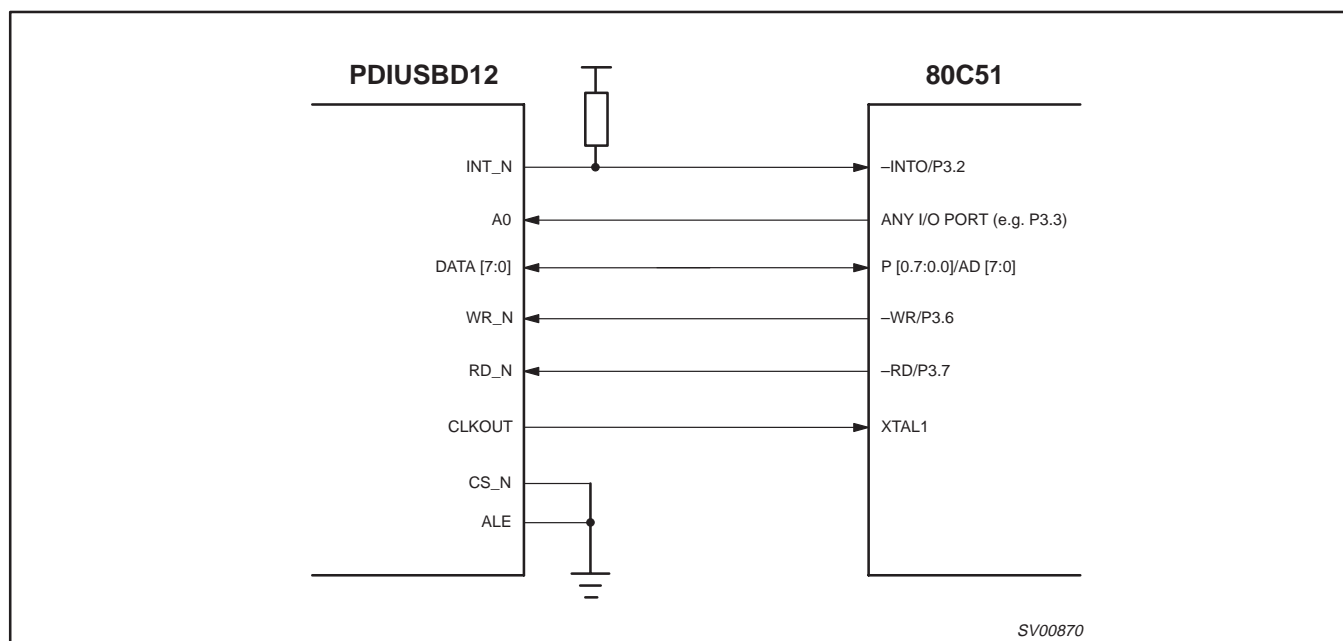 PDIUSBD12
80C51
INT_N
–INTO/P3.2
A0
ANY I/O PORT (e.g. P3.3)
DATA [7:0]
P [0.7:0.0]/AD [7:0]
WR_N
–WR/P3.6
RD_N
–RD/P3.7
CLKOUT
XTAL1
CS_N
ALE
SV00870